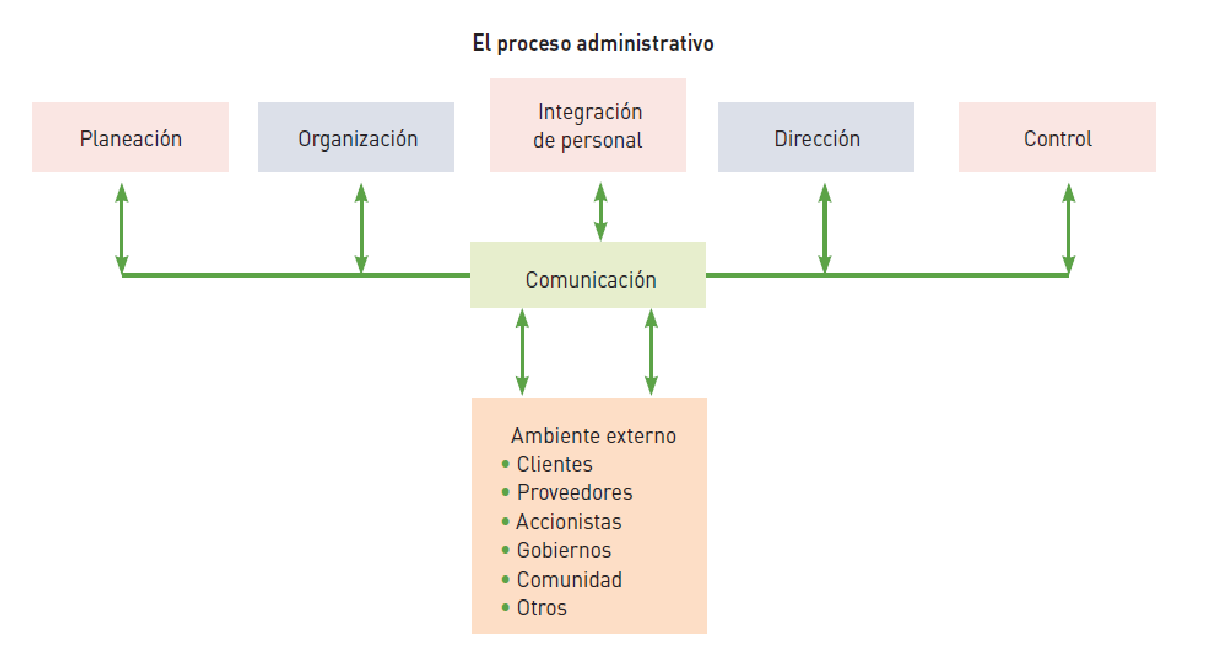 El proceso administrativo
Planeación
Organización
Integración
de personal
Dirección
Control
Comunicación
Ambiente externo
• Clientes
• Proveedores
• Accionistas
• Gobiernos
• Comunidad
• Otros